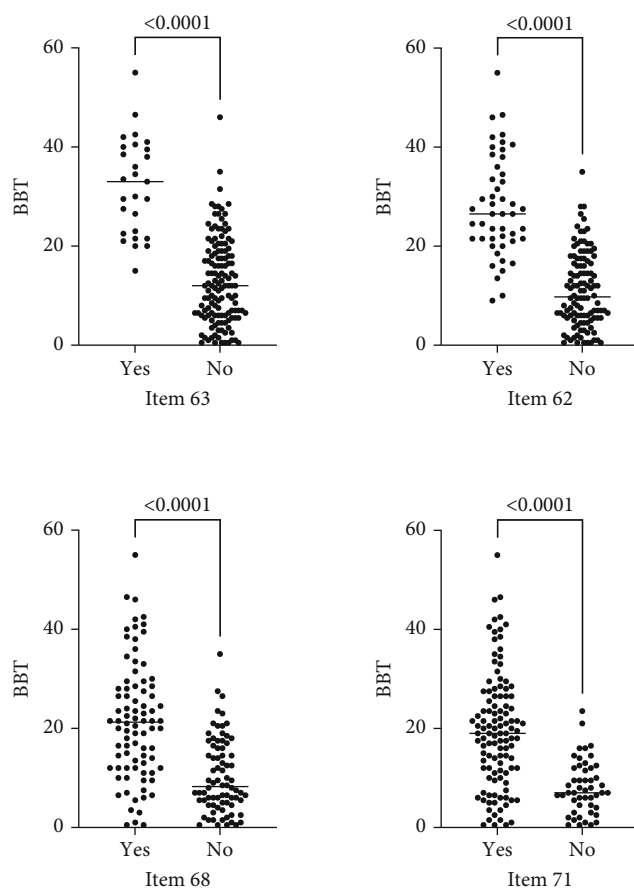 <0.0001
60
40
20
0
BBT
Yes
No
Item 63
<0.0001
60
40
20
0
BBT
Yes
No
Item 62
<0.0001
60
40
20
0
BBT
Yes
No
Item 68
<0.0001
60
40
20
0
BBT
Yes
No
Item 71